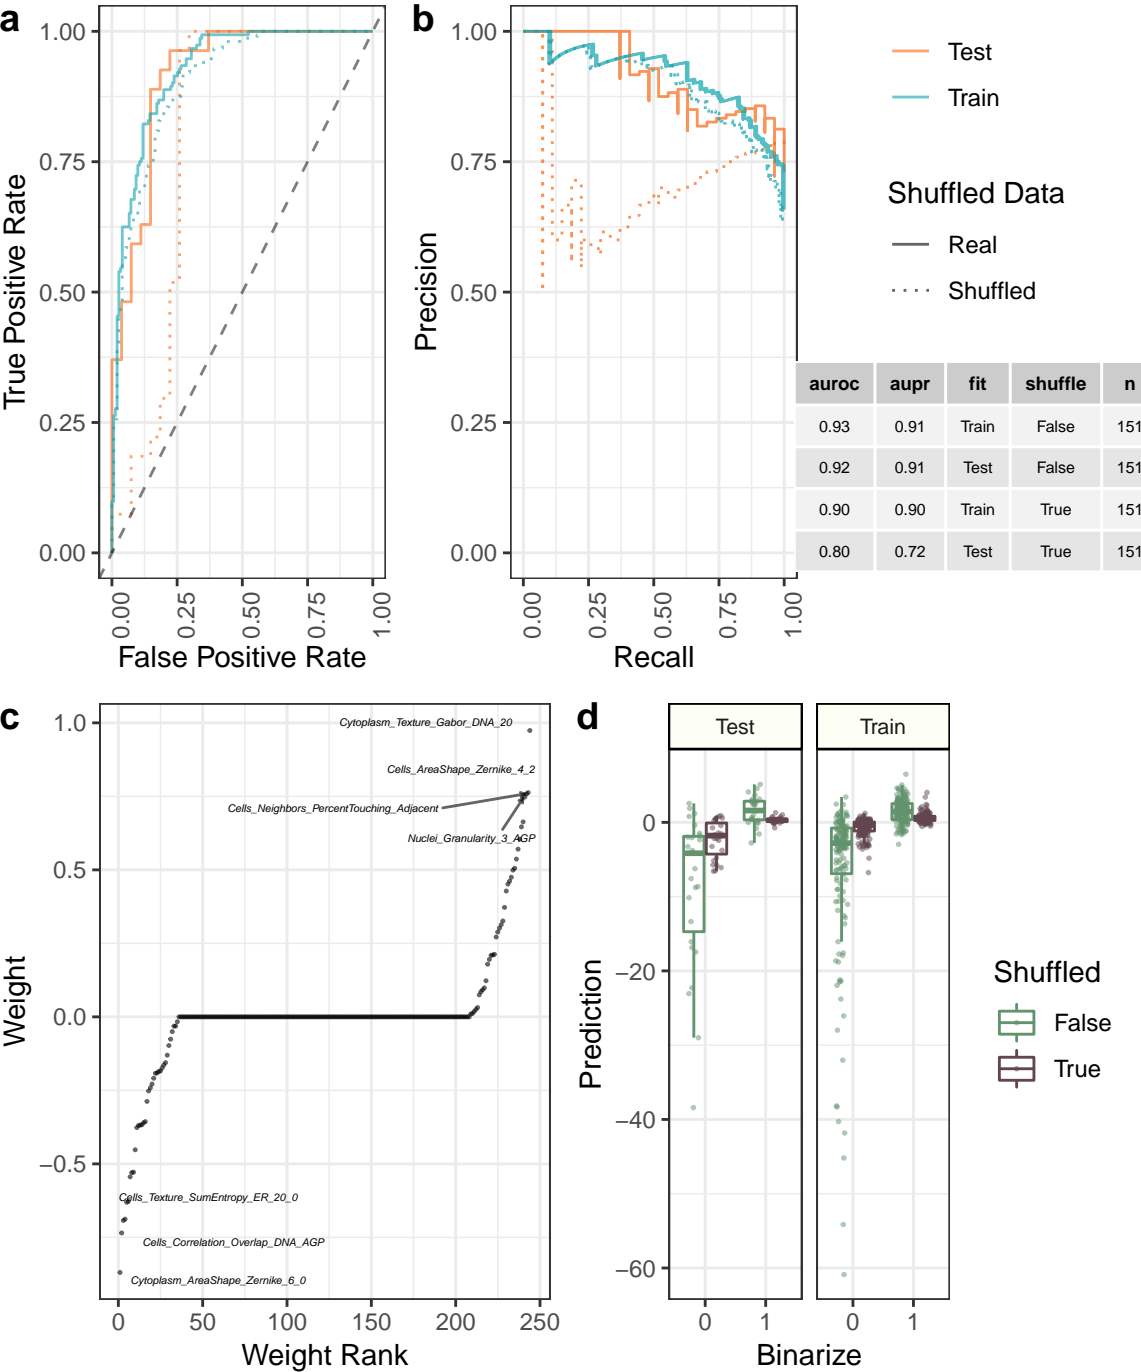 a
1.00
0.75
0.50
0.25
0.00
True Positive Rate
0.00
0.25
0.50
0.75
1.00
False Positive Rate
b
1.00
0.75
0.50
0.25
0.00
Precision
0.00
0.25
0.50
0.75
1.00
Recall
Test
Train
Shuffled Data
Real
Shuffled
auroc aupr fit shuffle n
0.93 0.91 Train False 151
0.92 0.91 Test False 151
0.90 0.90 Train True 151
0.80 0.72 Test True 151
c
1.0
0.5
0.0
−0.5
Weight
Cytoplasm_Texture_Gabor_DNA_20
Cells_AreaShape_Zernike_4_2
Cells_Neighbors_PercentTouching_Adjacent
Nuclei_Granularity_3_AGP
Cells_Texture_SumEntropy_ER_20_0
Cells_Correlation_Overlap_DNA_AGP
Cytoplasm_AreaShape_Zernike_6_0
0 50 100 150 200 250
Weight Rank
d
Test Train
0
−20
−40
−60
Prediction
0 1 0 1
Binarize
Shuffled
False
True